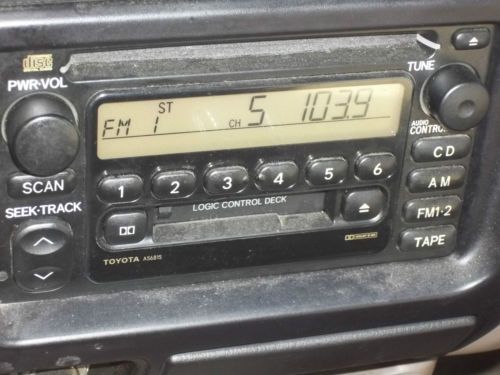 disc
PWR•VOL
TUNE
ST
FM 1 CH 5 103.9
AUDIO
CONTROL
SCAN
1 2 3 4 5 6
CD
AM
SEEK•TRACK
LOGIC CONTROL DECK
FM1•2
TAPE
TOYOTA A56815